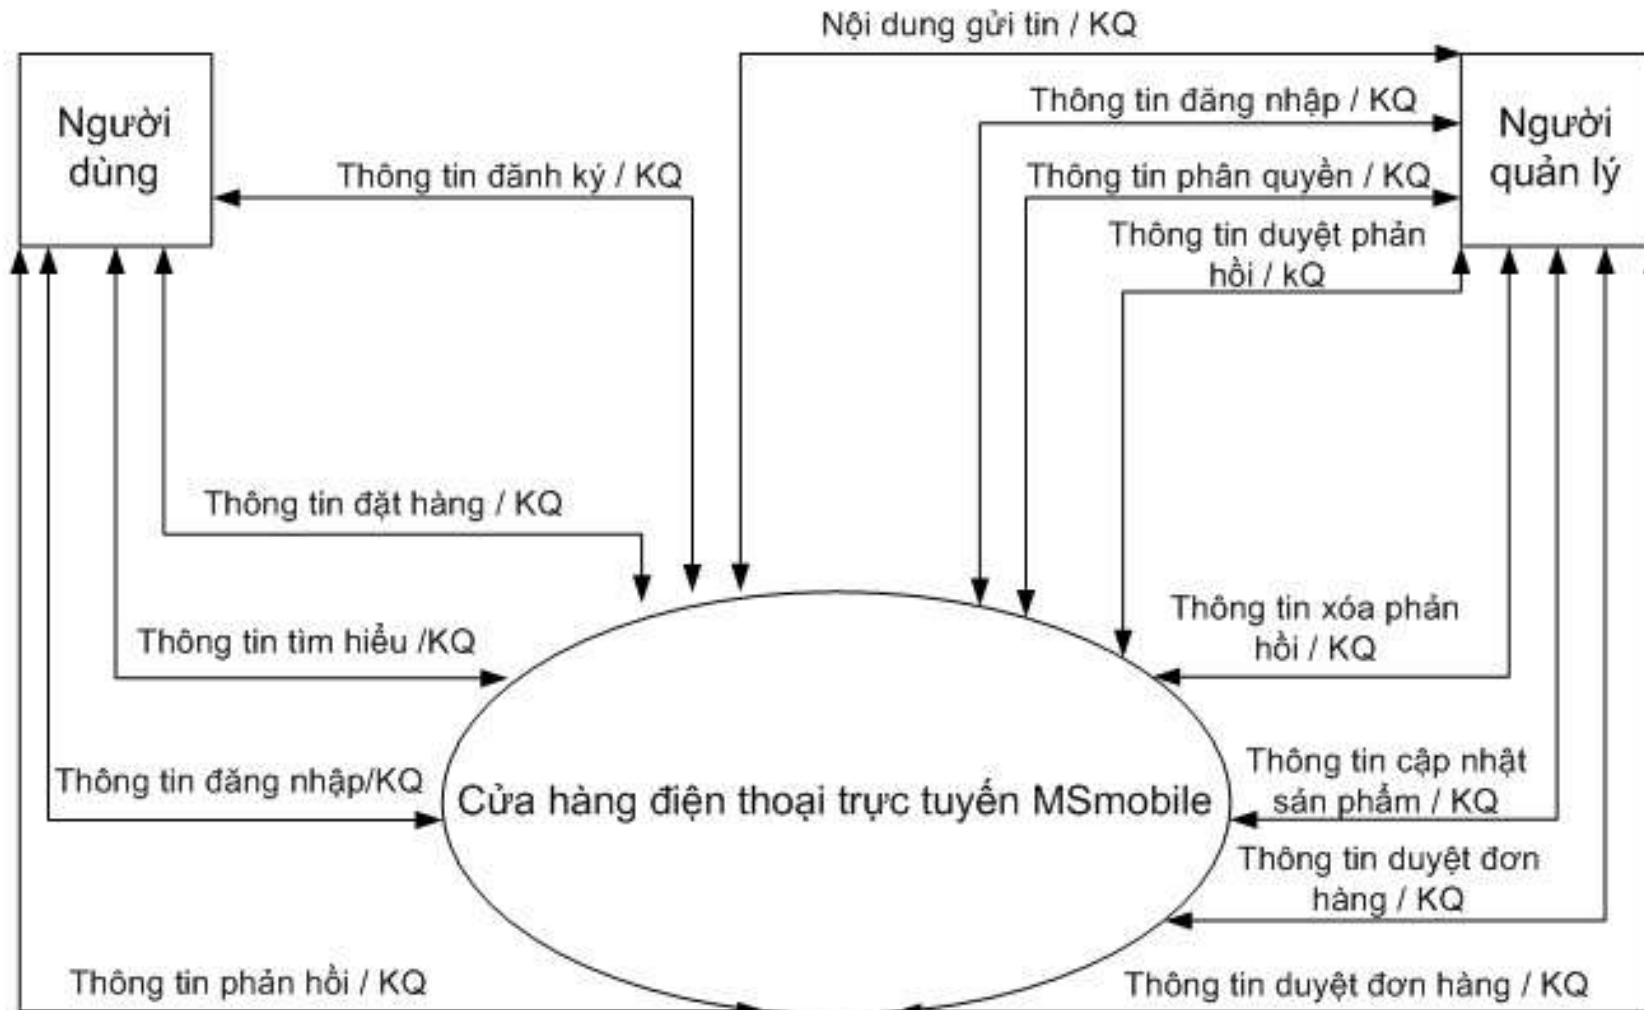 Nội dung gửi tin / KQ
Người
dùng
Thông tin đăng nhập / KQ
Người
quản lý
Thông tin đănh ký / KQ
Thông tin phân quyền / KQ
Thông tin duyệt phản
hồi / kQ
Thông tin đặt hàng / KQ
Thông tin tìm hiểu /KQ
Thông tin xóa phản
hồi / KQ
Thông tin đăng nhập/KQ
Cửa hàng điện thoại trực tuyến MSmobile
Thông tin cập nhật
sán phẩm / KQ
Thông tin duyệt đơn
hàng / KQ
Thông tin phản hồi / KQ
Thông tin duyệt đơn hàng / KQ